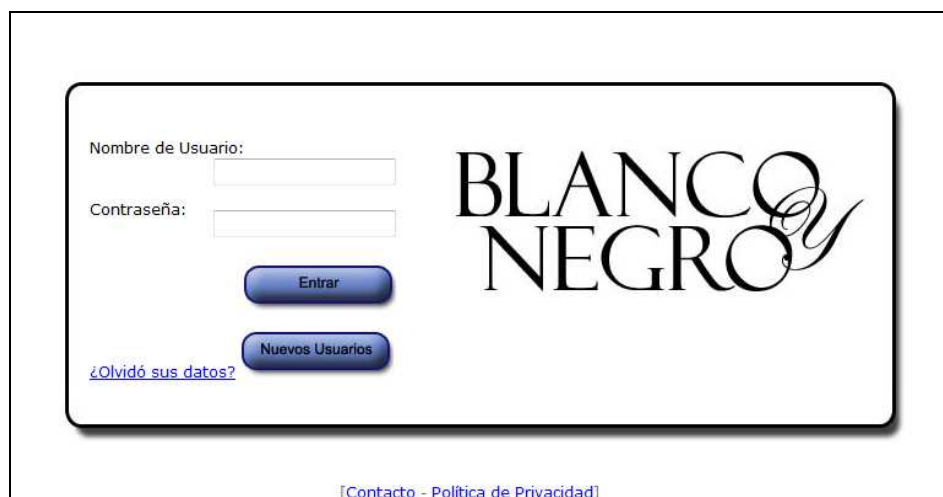 Nombre de Usuario:
Contraseña:
Entrar
Nuevos Usuarios
¿Olvidó sus datos?
BLANCO Y
NEGRO
[Contacto - Política de Privacidad]